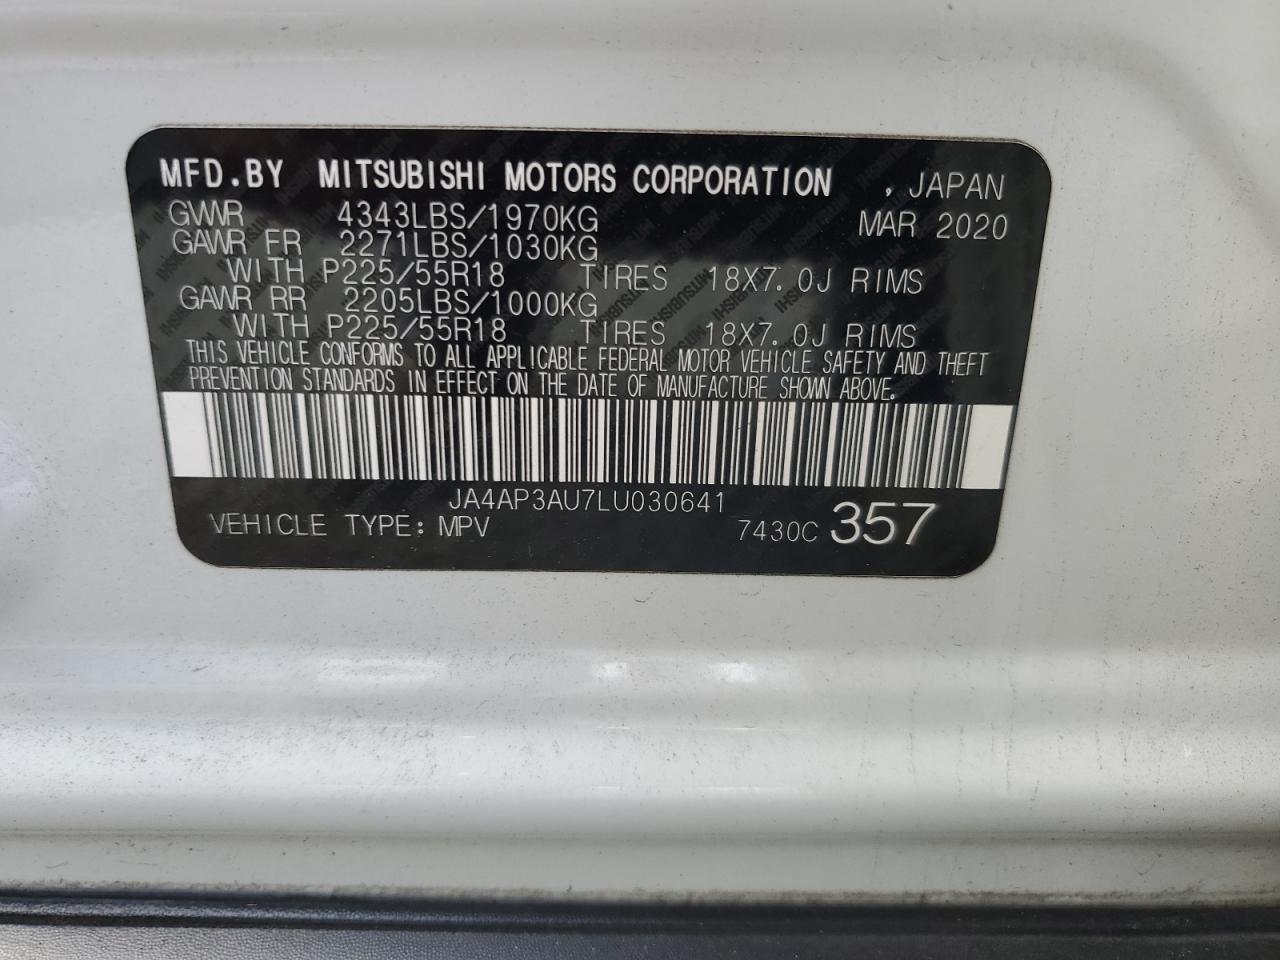 MFD.BY MITSUBISHI MOTORS CORPORATION , JAPAN
GVWR 4343LBS/1970KG MAR 2020
GAWR FR 2271LBS/1030KG
WITH P225/55R18 TIRES 18X7.0J RIMS
GAWR RR 2205LBS/1000KG
WITH P225/55R18 TIRES 18X7.0J RIMS
THIS VEHICLE CONFORMS TO ALL APPLICABLE FEDERAL MOTOR VEHICLE SAFETY AND THEFT
PREVENTION STANDARDS IN EFFECT ON THE DATE OF MANUFACTURE SHOWN ABOVE.
JA4AP3AU7LU030641
VEHICLE TYPE: MPV 7430C 357